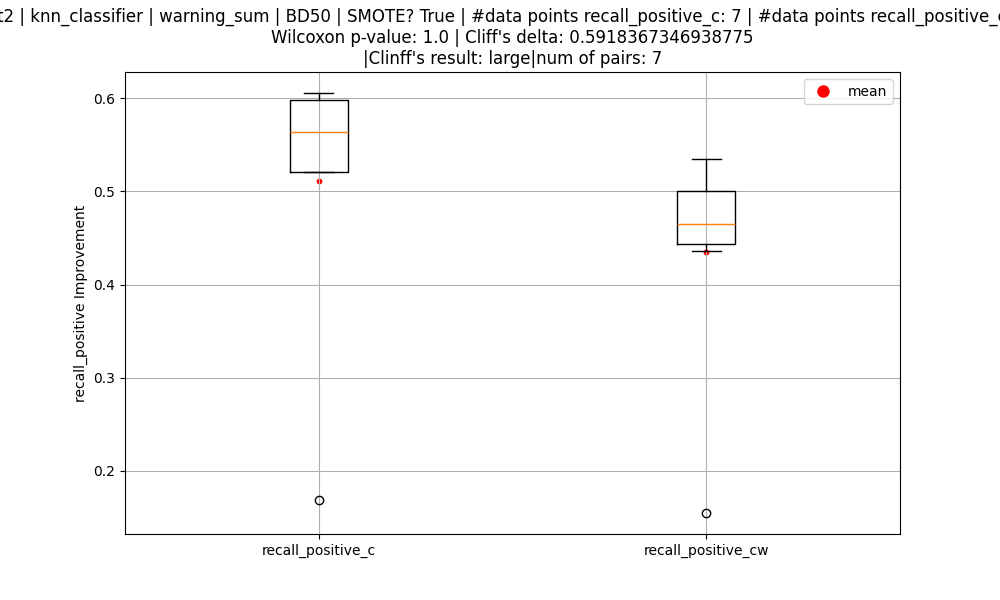 t2 | knn_classifier | warning_sum | BD50 | SMOTE? True | #data points recall_positive_c: 7 | #data points recall_positive_c
Wilcoxon p-value: 1.0 | Cliff's delta: 0.5918367346938775
|Clinff's result: large|num of pairs: 7
mean
0.6
0.5
0.4
0.3
0.2
recall_positive Improvement
recall_positive_c
recall_positive_cw